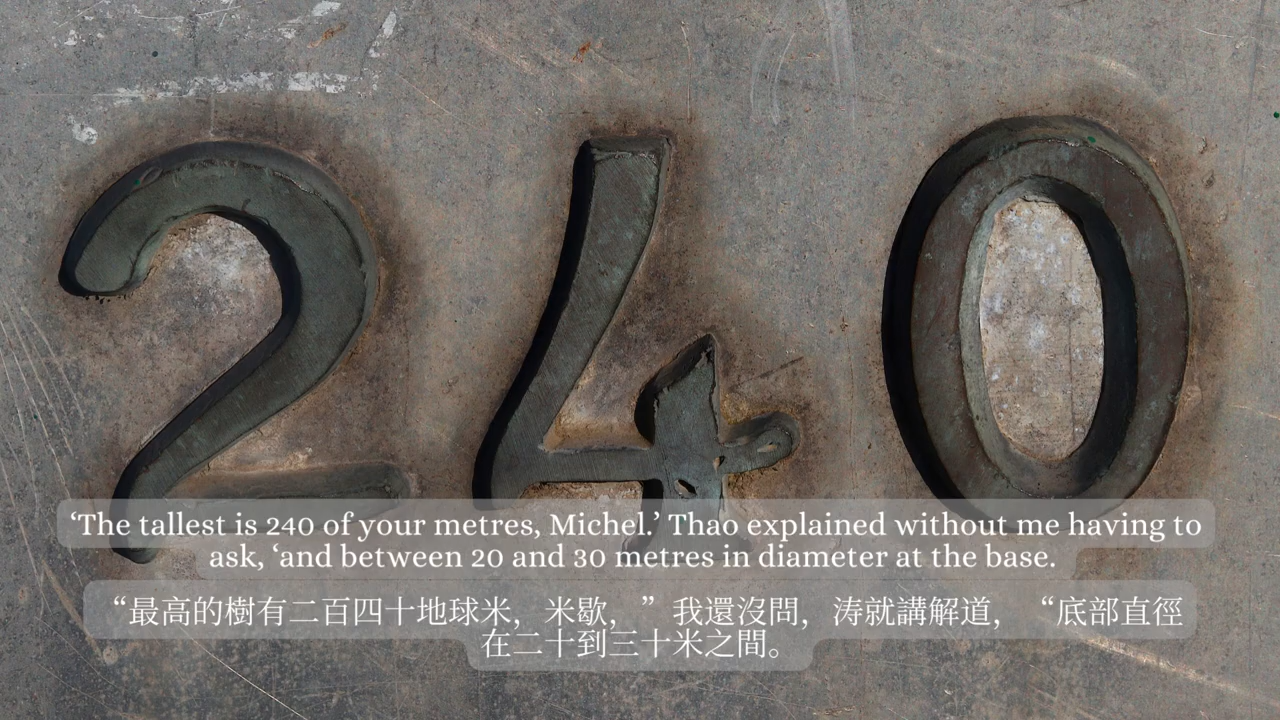 240
‘The tallest is 240 of your metres, Michel.’ Thao explained without me having to
ask, ‘and between 20 and 30 metres in diameter at the base.
“最高的樹有二百四十地球米，米歇，”我還沒問，涛就講解道，“底部直徑
在二十到三十米之間。